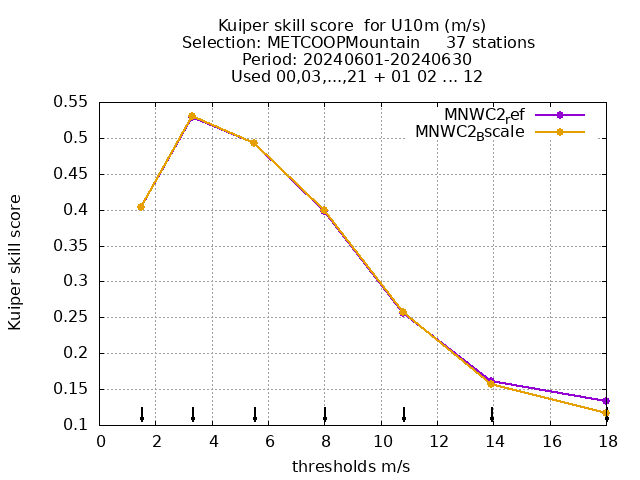 Kuiper skill score  for U10m (m/s)
Selection: METCOOPMountain     37 stations
Period: 20240601-20240630
Used 00,03,...,21 + 01 02 ... 12
MNWC2_ref
MNWC2_Bscale
0.55
0.5
0.45
0.4
0.35
0.3
0.25
0.2
0.15
0.1
Kuiper skill score
0 2 4 6 8 10 12 14 16 18
thresholds m/s